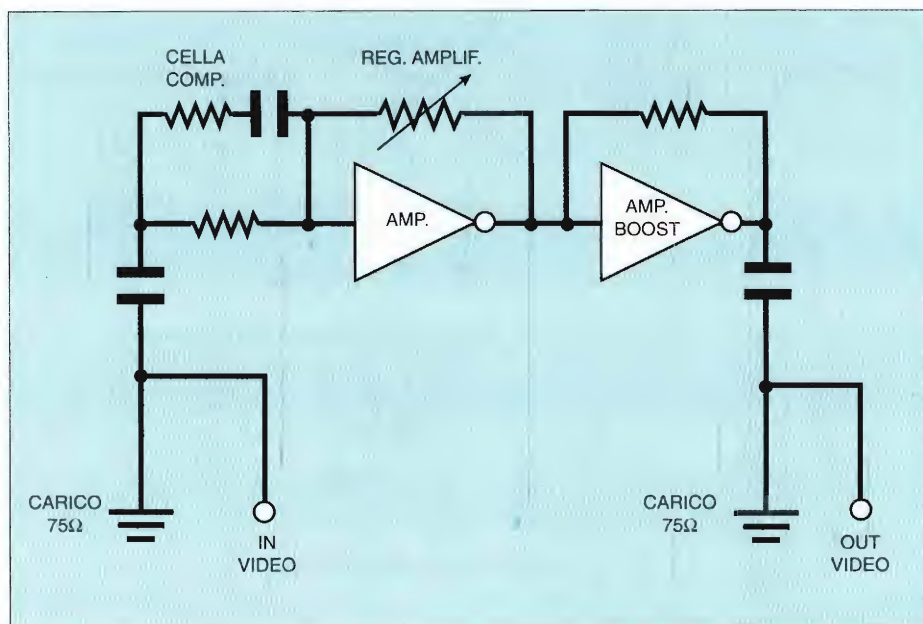 CELLA
COMP.
REG. AMPLIF.
AMP.
AMP.
BOOST
CARICO
75Ω
IN
VIDEO
CARICO
75Ω
OUT
VIDEO